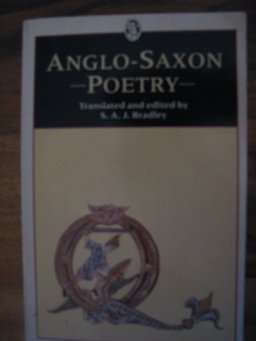 ANGLO-SAXON
—POETRY—
Translated and edited by
S. A. J. Bradley